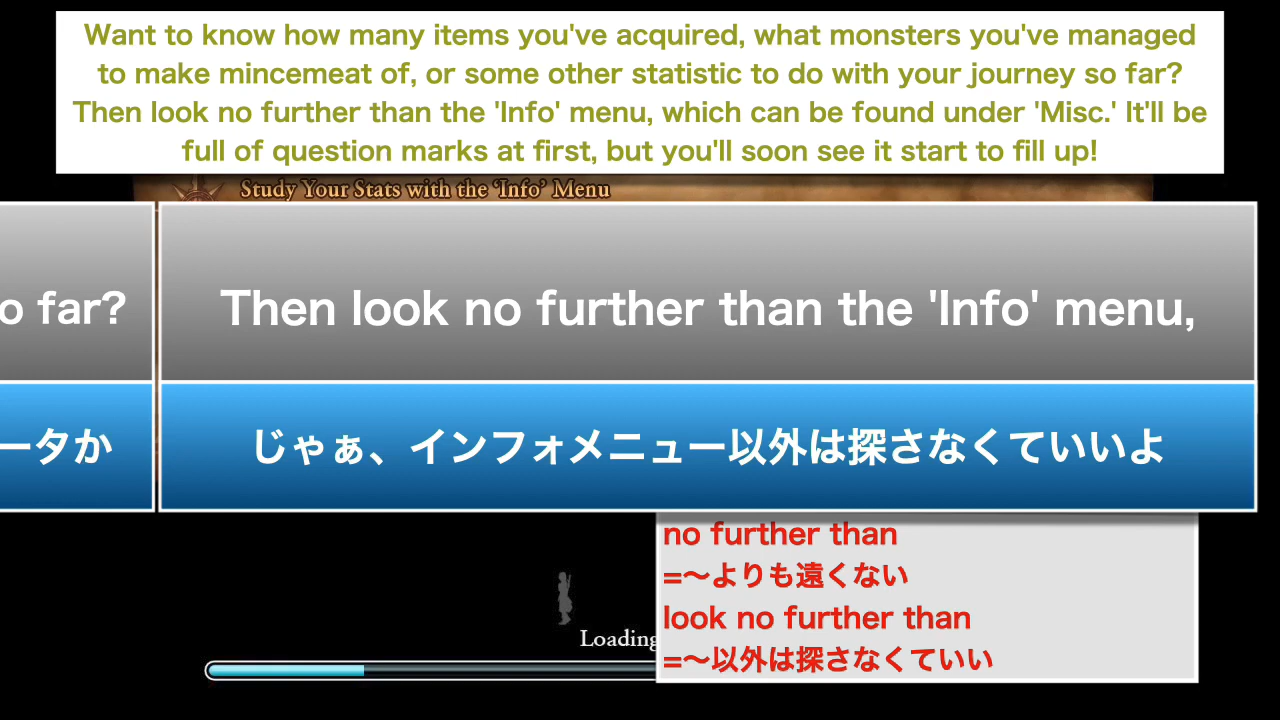 Want to know how many items you've acquired, what monsters you've managed
to make mincemeat of, or some other statistic to do with your journey so far?
Then look no further than the 'Info' menu, which can be found under 'Misc.' It'll be
full of question marks at first, but you'll soon see it start to fill up!
Study Your Stats with the 'Info' Menu
o far?
Then look no further than the 'Info' menu,
ータか
じゃぁ、インフォメニュー以外は探さなくていいよ
no further than
=〜よりも遠くない
look no further than
=〜以外は探さなくていい
Loading